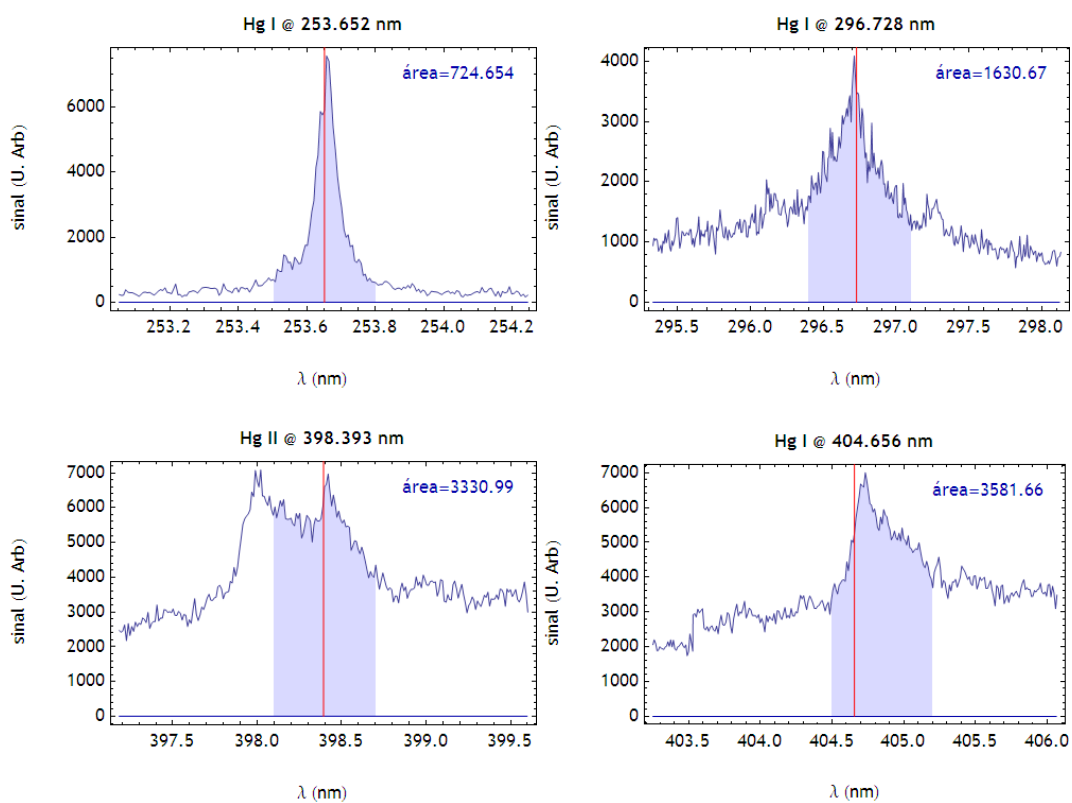 Hg I @ 253.652 nm
área=724.654
sinal (U. Arb)
6000
4000
2000
0
253.2 253.4 253.6 253.8 254.0 254.2
λ (nm)
Hg I @ 296.728 nm
área=1630.67
sinal (U. Arb)
4000
3000
2000
1000
0
295.5 296.0 296.5 297.0 297.5 298.0
λ (nm)
Hg II @ 398.393 nm
área=3330.99
sinal (U. Arb)
7000
6000
5000
4000
3000
2000
1000
0
397.5 398.0 398.5 399.0 399.5
λ (nm)
Hg I @ 404.656 nm
área=3581.66
sinal (U. Arb)
7000
6000
5000
4000
3000
2000
1000
0
403.5 404.0 404.5 405.0 405.5 406.0
λ (nm)